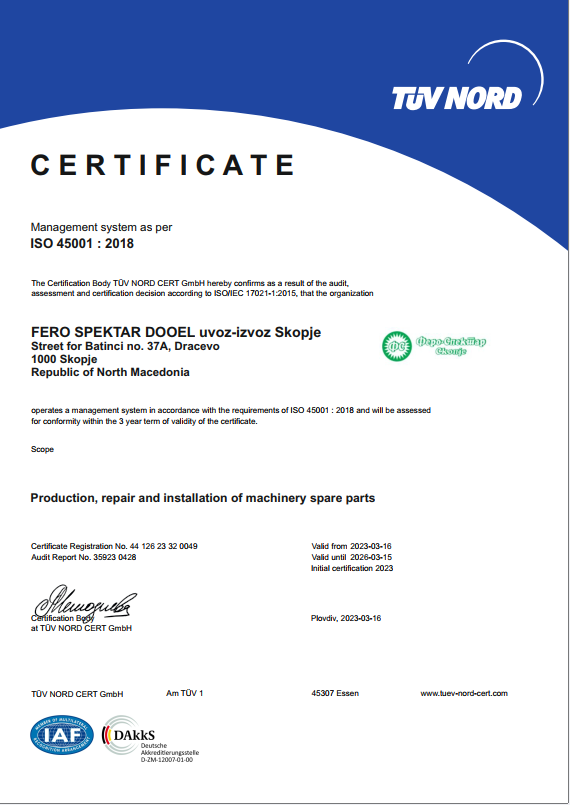 TÜV NORD
CERTIFICATE
Management system as per
ISO 45001 : 2018
The Certification Body TÜV NORD CERT GmbH hereby confirms as a result of the audit,
assessment and certification decision according to ISO/IEC 17021-1:2015, that the organization
FERO SPEKTAR DOOEL uvoz-izvoz Skopje
Street for Batinci no. 37A, Dracevo
1000 Skopje
Republic of North Macedonia
ФС
Феро Спектар
Скопје
operates a management system in accordance with the requirements of ISO 45001 : 2018 and will be assessed
for conformity within the 3 year term of validity of the certificate.
Scope
Production, repair and installation of machinery spare parts
Certificate Registration No. 44 126 23 32 0049
Audit Report No. 35923 0428
Valid from 2023-03-16
Valid until 2026-03-15
Initial certification 2023
Certification Body
at TÜV NORD CERT GmbH
Plovdiv, 2023-03-16
TÜV NORD CERT GmbH Am TÜV 1 45307 Essen www.tuev-nord-cert.com
MEMBER OF MULTILATERAL
IAF
RECOGNITION ARRANGEMENT
DAkkS
Deutsche
Akkreditierungsstelle
D-ZM-12007-01-00